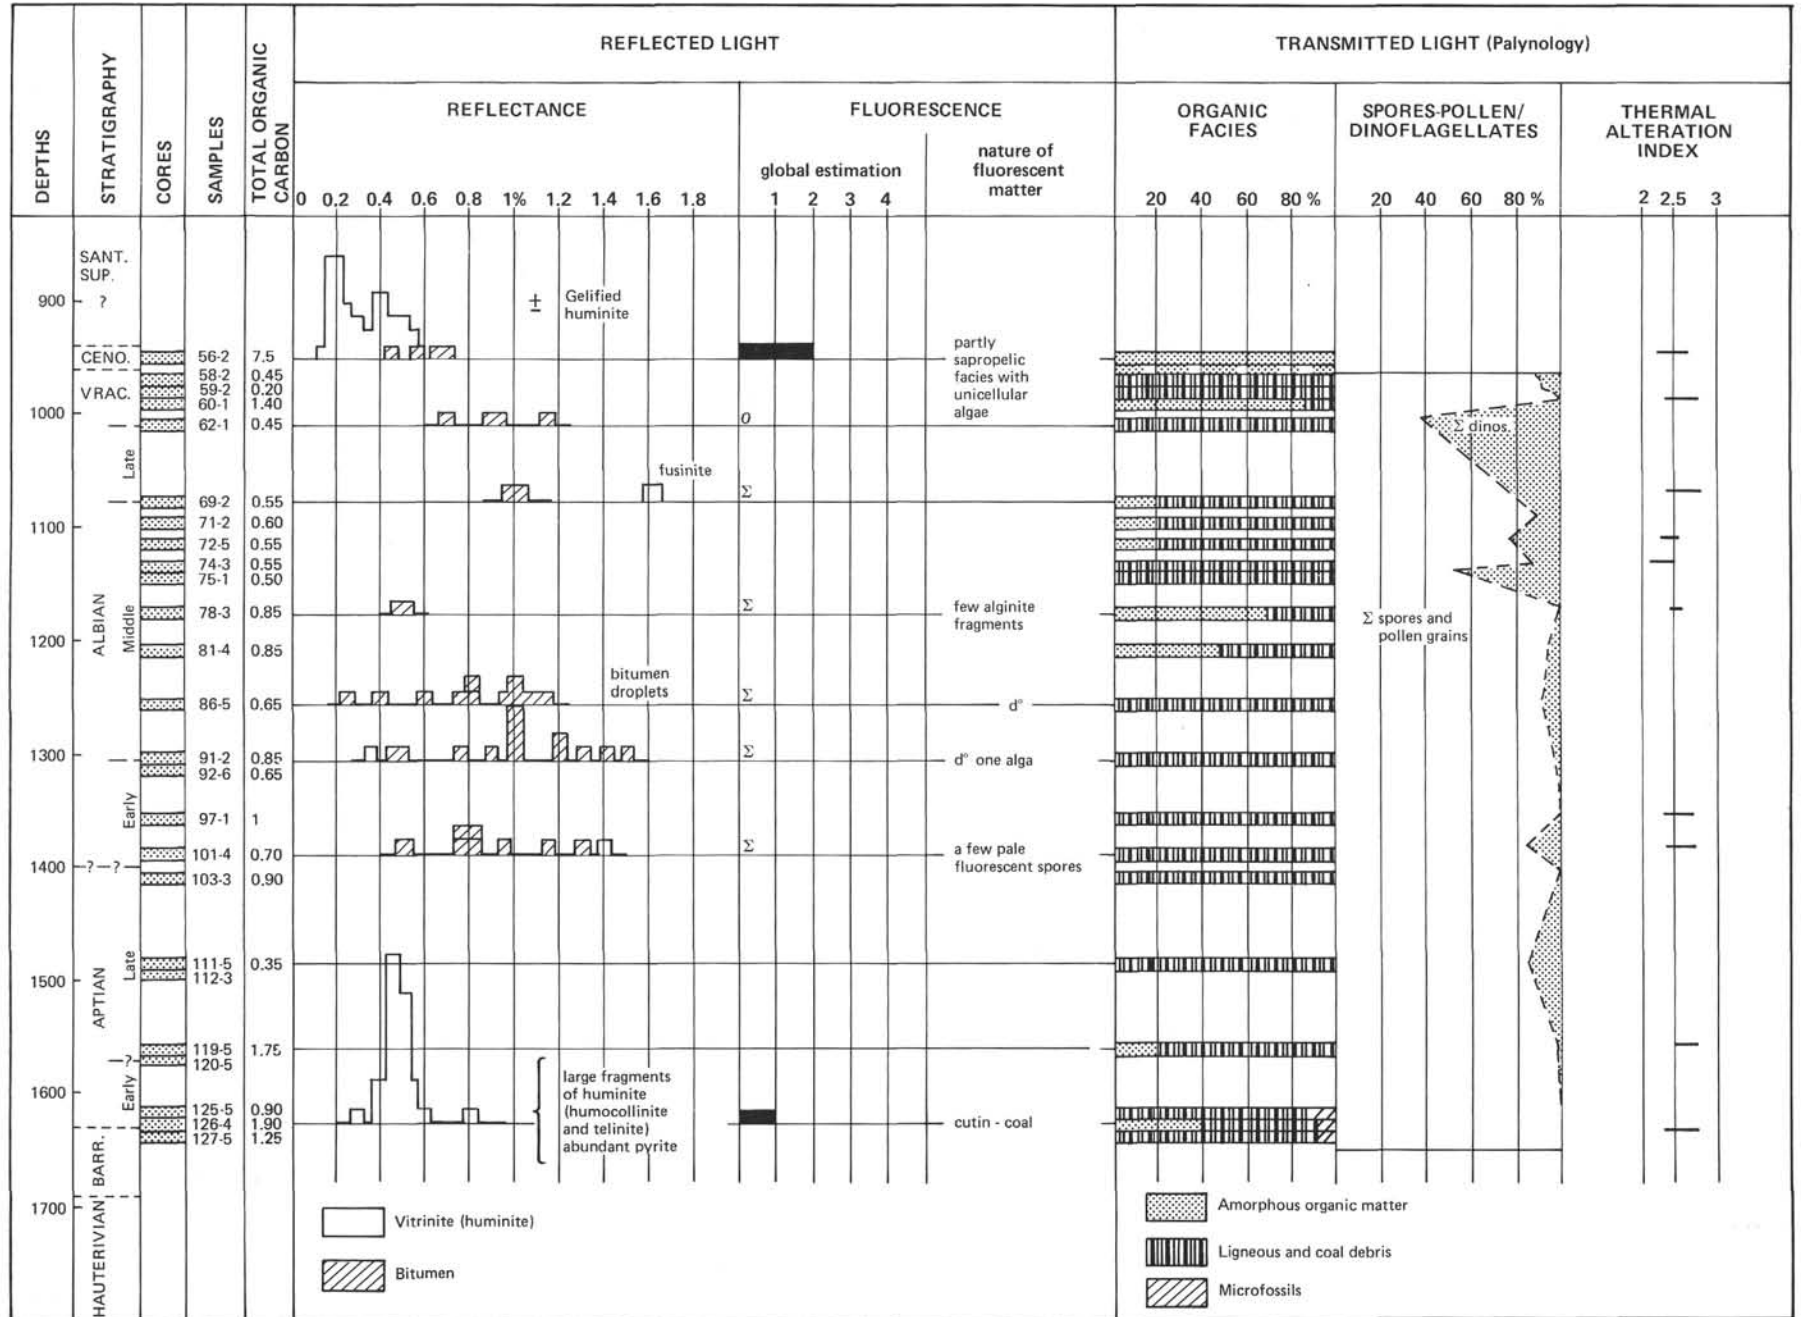 REFLECTED LIGHT
TRANSMITTED LIGHT (Palynology)
DEPTHS
STRATIGRAPHY
CORES
SAMPLES
TOTAL ORGANIC
CARBON
REFLECTANCE
FLUORESCENCE
global estimation
nature of
fluorescent
matter
ORGANIC
FACIES
SPORES-POLLEN/
DINOFLAGELLATES
THERMAL
ALTERATION
INDEX
0 0.2 0.4 0.6 0.8 1% 1.2 1.4 1.6 1.8
1 2 3 4
20 40 60 80 %
20 40 60 80 %
2 2.5 3
SANT.
SUP.
?
900
± Gelified
huminite
CENO.
56-2 7.5
partly
sapropelic
facies with
unicellular
algae
58-2 0.45
VRAC.
59-2 0.20
60-1 1.40
1000
62-1 0.45
0
Σ dinos.
Late
fusinite
69-2 0.55
Σ
1100
71-2 0.60
72-5 0.55
74-3 0.55
75-1 0.50
ALBIAN
Middle
78-3 0.85
Σ
few alginite
fragments
Σ spores and
pollen grains
1200
81-4 0.85
bitumen
droplets
86-5 0.65
Σ
d°
1300
91-2 0.85
Σ
d° one alga
92-6 0.65
Early
97-1 1
101-4 0.70
Σ
a few pale
fluorescent spores
1400
—?—?—
103-3 0.90
APTIAN
Late
111-5 0.35
112-3
1500
119-5 1.75
—?
120-5
Early
1600
large fragments
of huminite
(humocollinite
and telinite)
abundant pyrite
125-5 0.90
126-4 1.90
cutin - coal
127-5 1.25
BARR.
1700
HAUTERIVIAN
Vitrinite (huminite)
Bitumen
Amorphous organic matter
Ligneous and coal debris
Microfossils